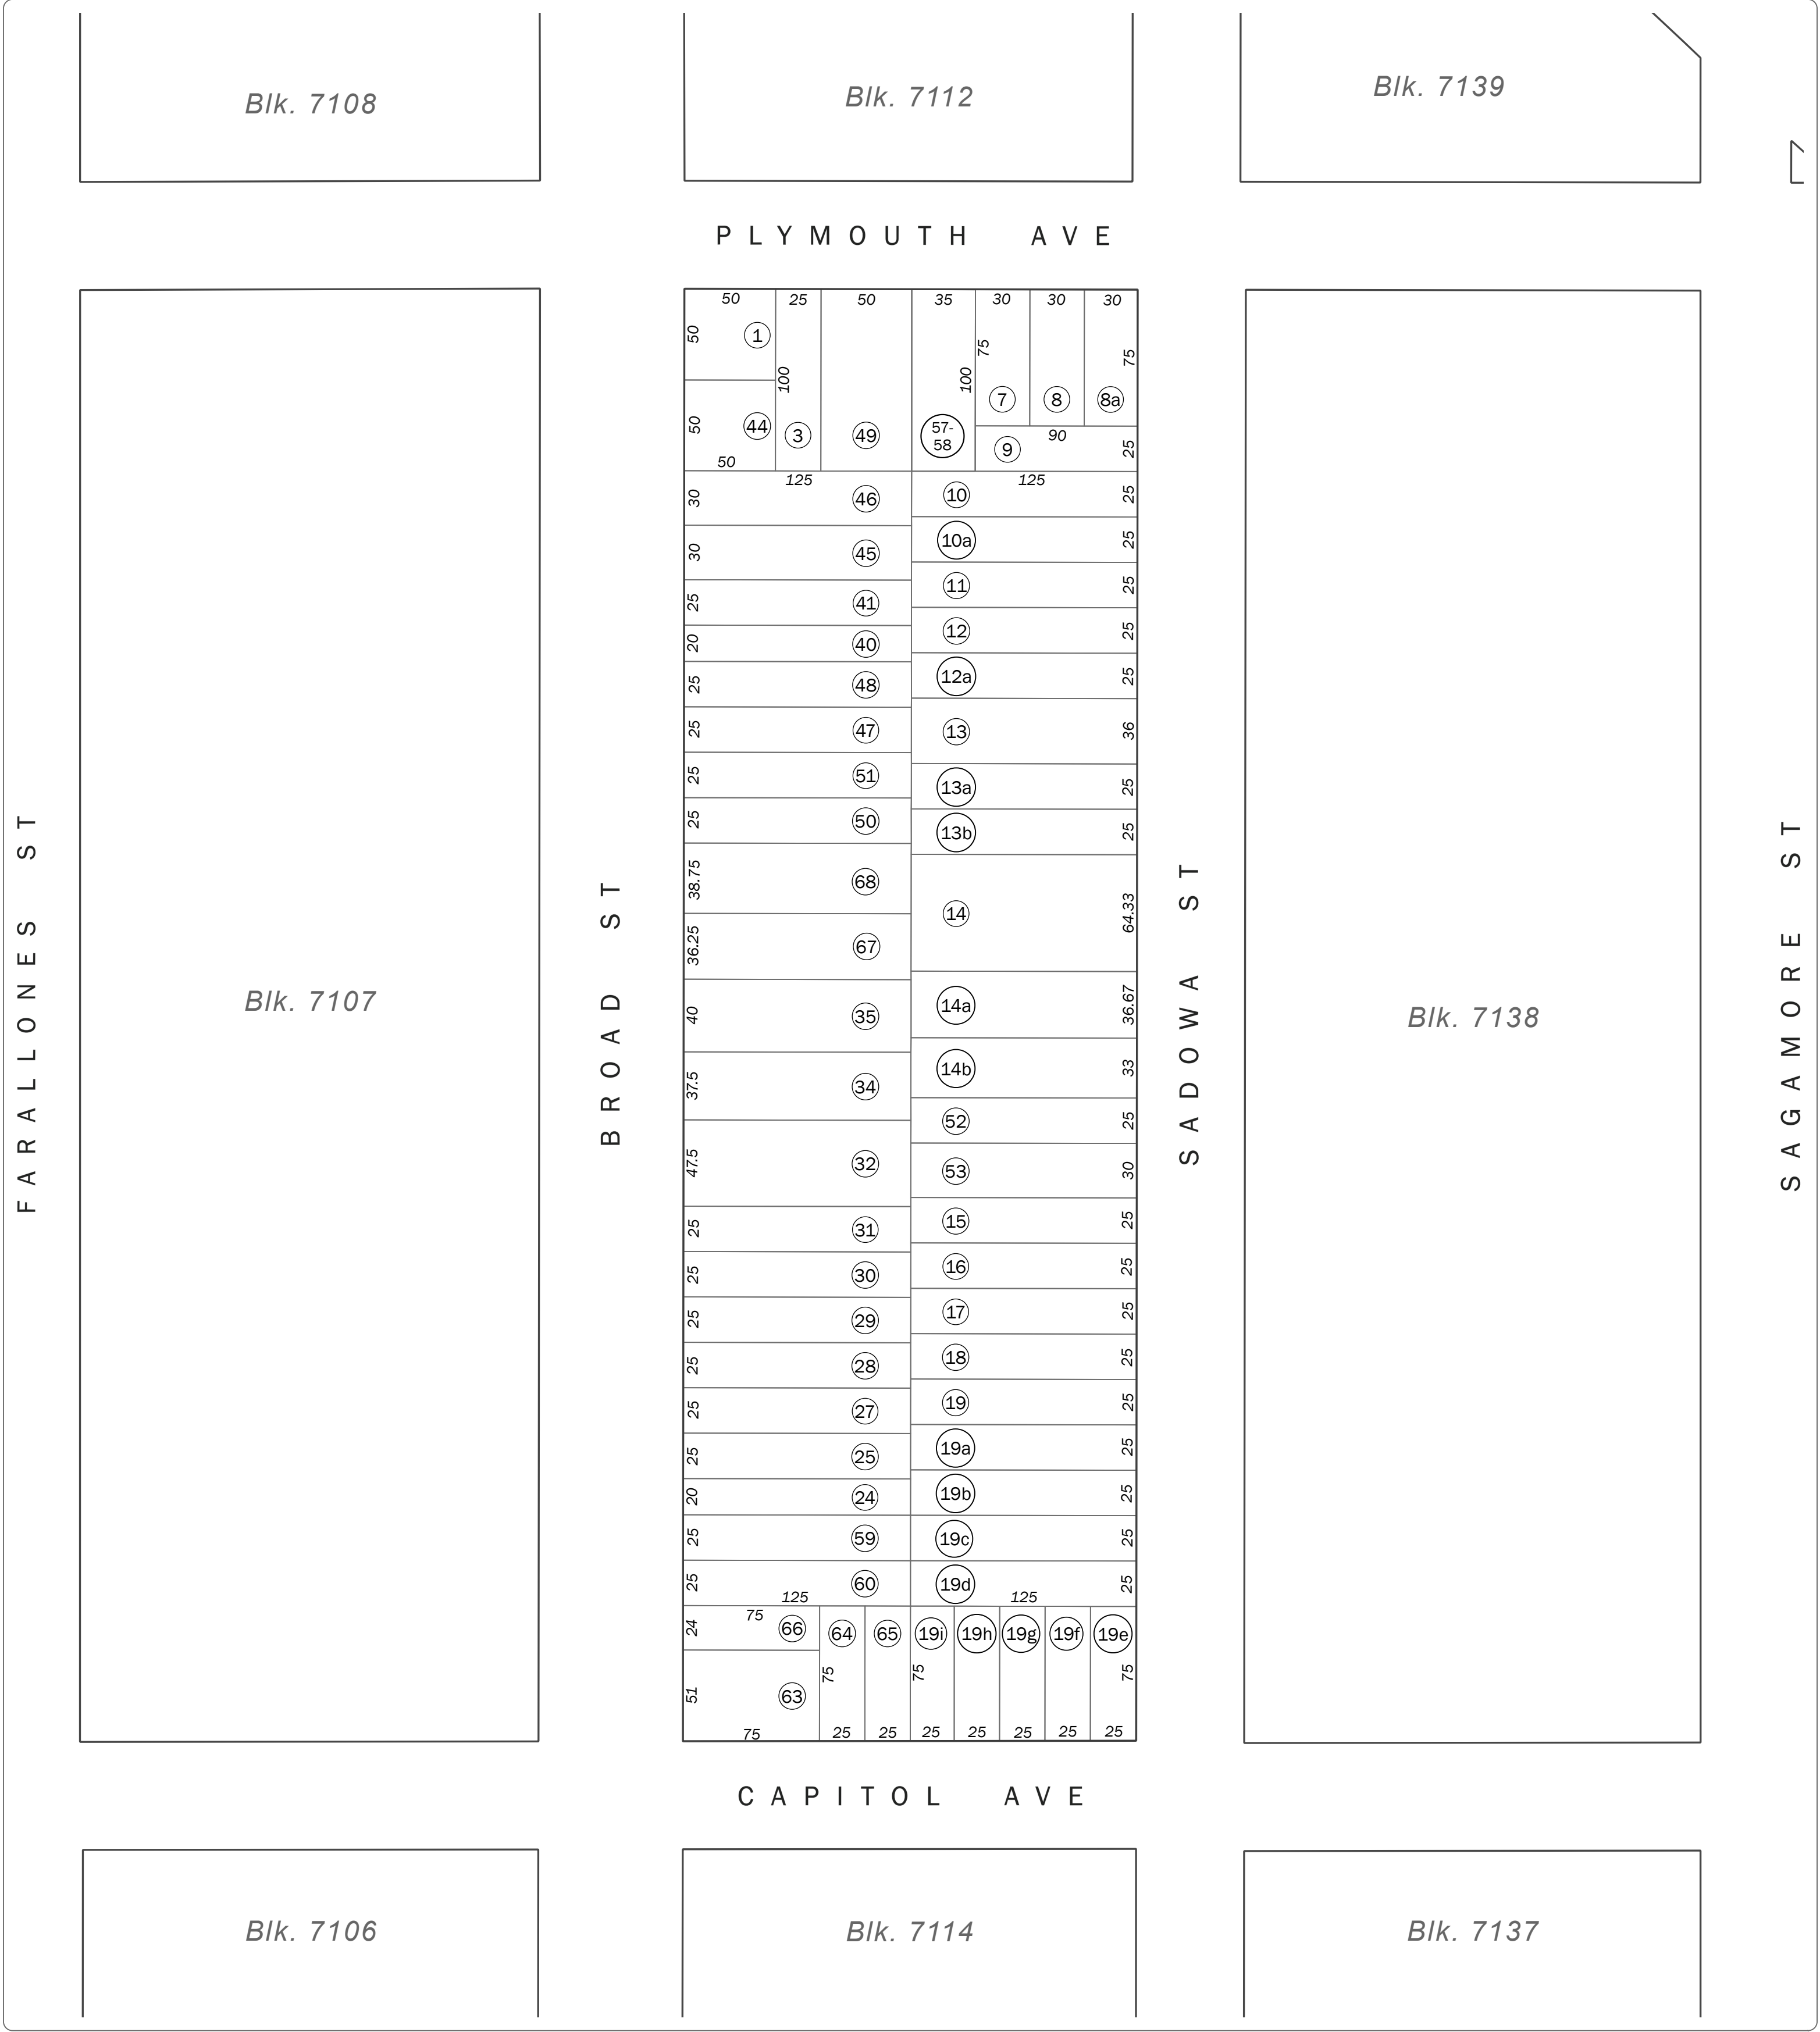 Blk. 7108
Blk. 7112
Blk. 7139
PLYMOUTH AVE
50 25 50 35 30 30 30
50 1
100
75
75
100
7 8 8a
50 44
3 49 57-
58
90
9 25
50
125
125
30 46
10 25
30 45
10a 25
25 41
11 25
20 40
12 25
25 48
12a 25
25 47
13 36
25 51
13a 25
25 50
13b 25
38.75 68
14 64.33
36.25 67
40 35
14a 36.67
37.5 34
14b 33
52 25
47.5 32
53 30
25 31
15 25
25 30
16 25
25 29
17 25
25 28
18 25
25 27
19 25
25 25
19a 25
20 24
19b 25
25 59
19c 25
25 60
19d 25
125
125
75
24 66
64 65 19i 19h 19g 19f 19e
75
75
75
51 63
75 25 25 25 25 25 25 25
FARALLONES ST
Blk. 7107
BROAD ST
SADOWA ST
Blk. 7138
SAGAMORE ST
CAPITOL AVE
Blk. 7106
Blk. 7114
Blk. 7137